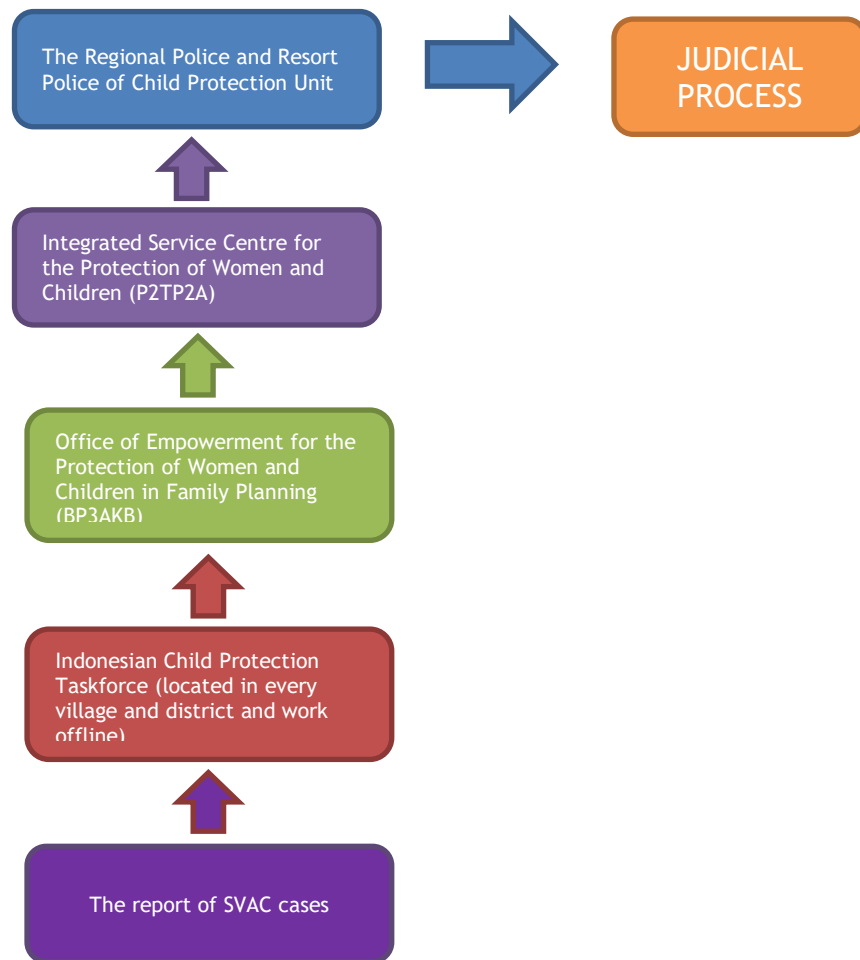 The Regional Police and Resort
Police of Child Protection Unit
JUDICIAL
PROCESS
Integrated Service Centre for
the Protection of Women and
Children (P2TP2A)
Office of Empowerment for the
Protection of Women and
Children in Family Planning
(BP3AKB)
Indonesian Child Protection
Taskforce (located in every
village and district and work
offline)
The report of SVAC cases